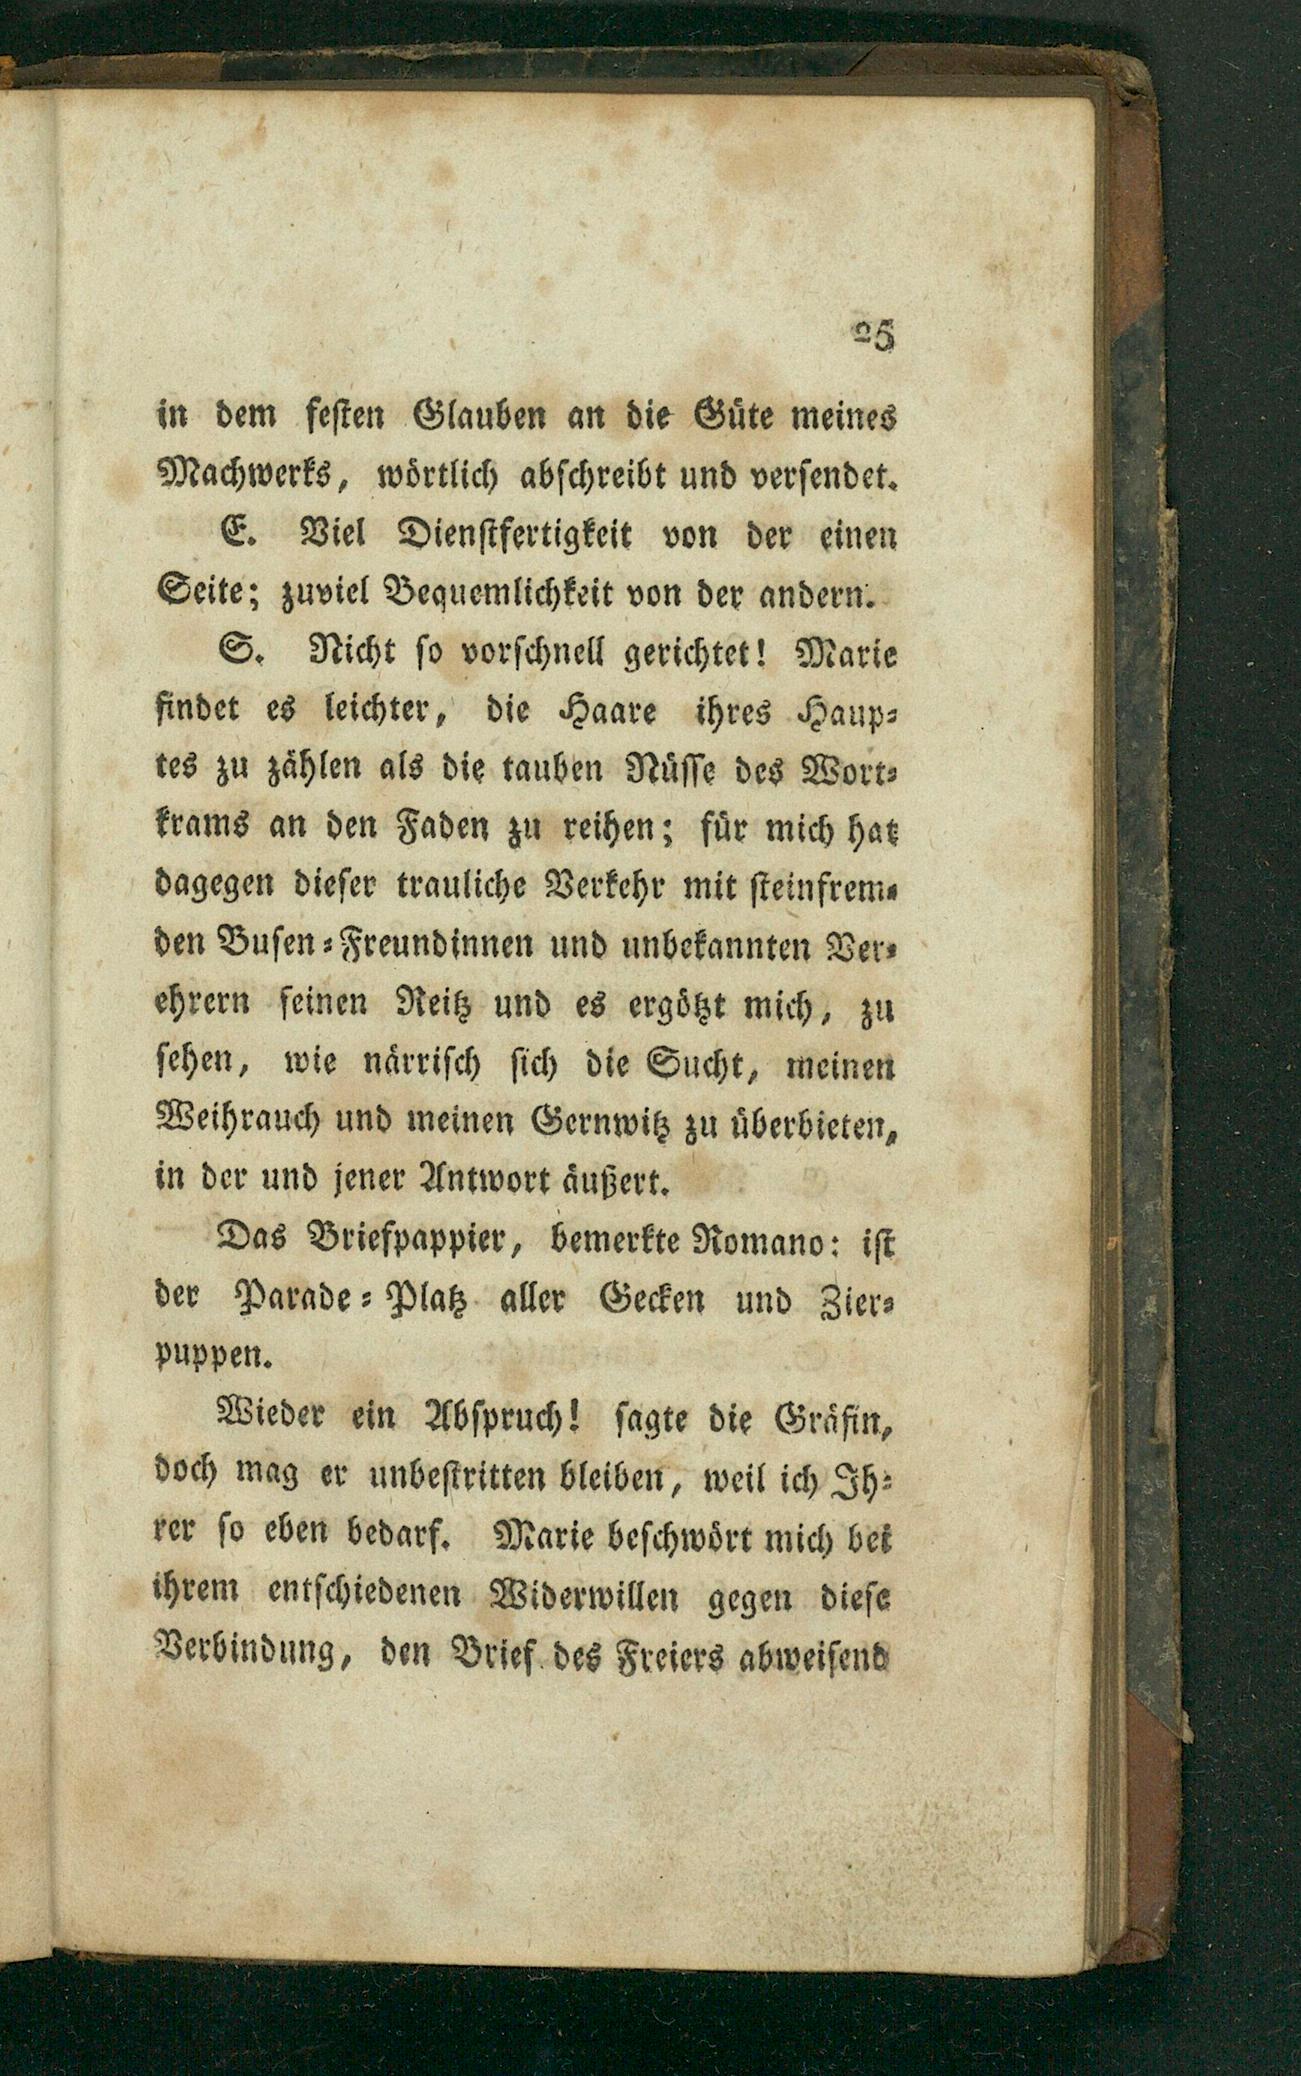 25
in dem festen Glauben an die Güte meines
Machwerks, wörtlich abschreibt und versendet.
E. Viel Dienstfertigkeit von der einen
Seite; zuviel Bequemlichkeit von der andern.
S. Nicht so vorschnell gerichtet! Marie
findet es leichter, die Haare ihres Haup-
tes zu zählen als die tauben Nüsse des Wort-
krams an den Faden zu reihen; für mich hat
dagegen dieser trauliche Verkehr mit steinfrem-
den Busen-Freundinnen und unbekannten Ver-
ehrern seinen Reitz und es ergötzt mich, zu
sehen, wie närrisch sich die Sucht, meinen
Weihrauch und meinen Gernwitz zu überbieten,
in der und jener Antwort äußert.
Das Briefpappier, bemerkte Romano: ist
der Parade-Platz aller Gecken und Zier-
puppen.
Wieder ein Abspruch! sagte die Gräfin,
doch mag er unbestritten bleiben, weil ich Ih-
rer so eben bedarf. Marie beschwört mich bei
ihrem entschiedenen Widerwillen gegen diese
Verbindung, den Brief des Freiers abweisend